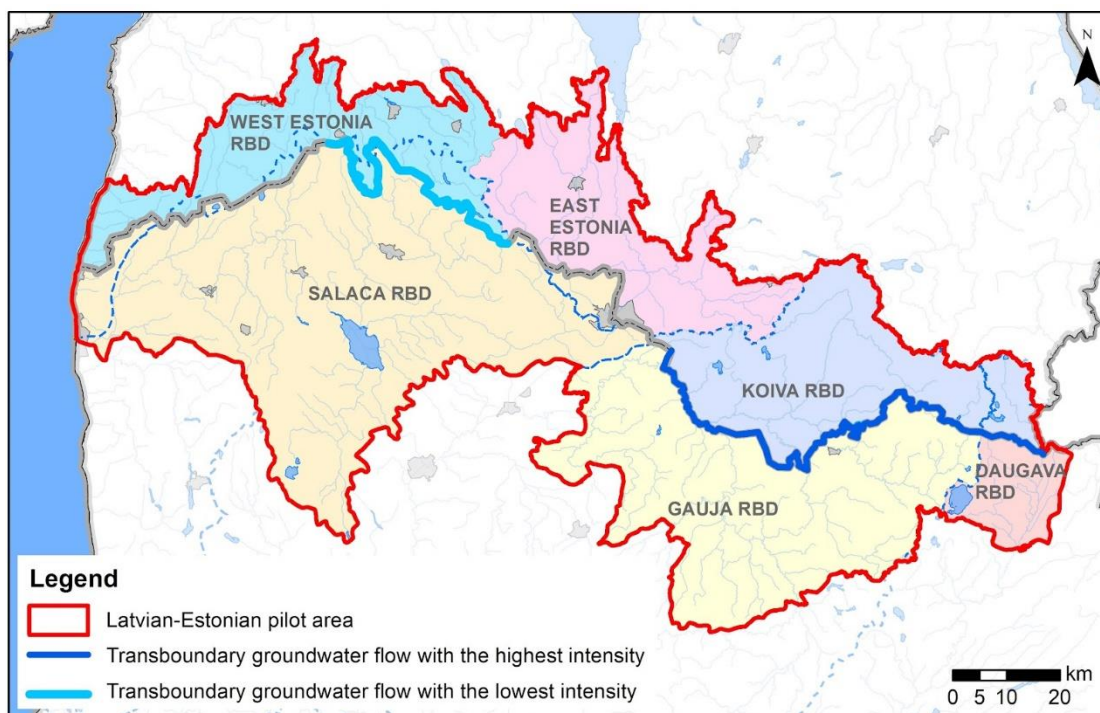 N
WEST ESTONIA
RBD
EAST
ESTONIA
RBD
SALACA RBD
KOIVA RBD
DAUGAVA
RBD
GAUJA RBD
Legend
Latvian-Estonian pilot area
Transboundary groundwater flow with the highest intensity
Transboundary groundwater flow with the lowest intensity
km
0 5 10 20